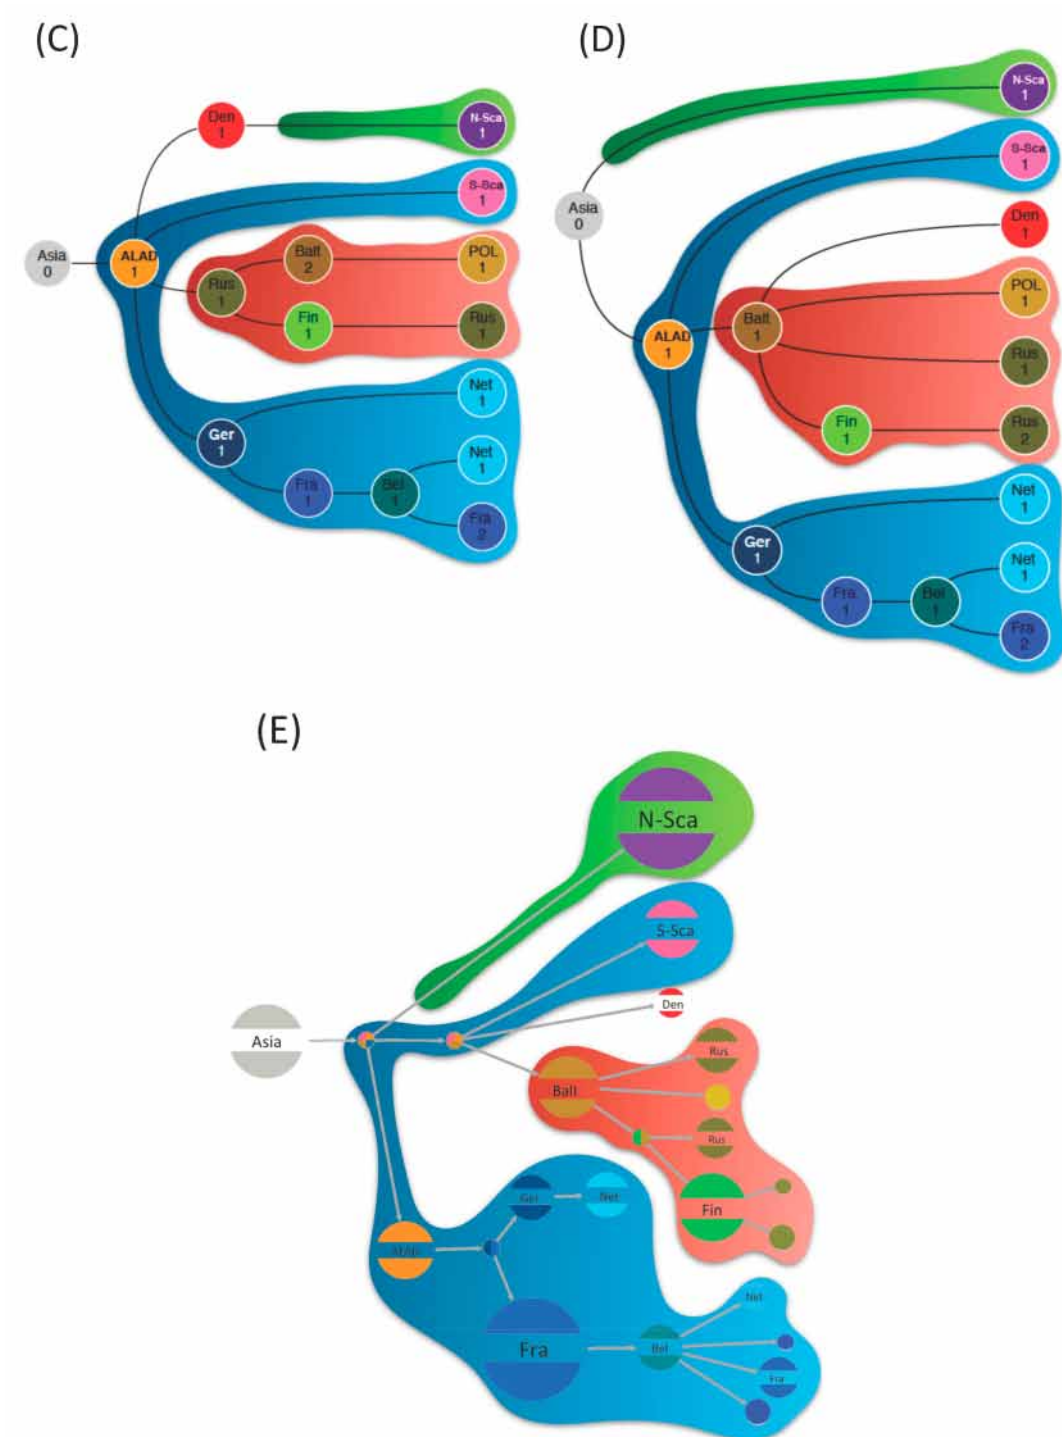 (C)
Den
1
N-Sca
1
S-Sca
1
Asia
0
ALAD
1
Rus
1
Balt
2
POL
1
Fin
1
Rus
1
Net
1
Ger
1
Net
1
Fra
1
Bel
1
Fra
2
(D)
N-Sca
1
S-Sca
1
Asia
0
Den
1
POL
1
ALAD
1
Balt
1
Rus
1
Fin
1
Rus
2
Net
1
Ger
1
Net
1
Fra
1
Bel
1
Fra
2
(E)
N-Sca
S-Sca
Den
Asia
Rus
Ball
Rus
Ger
Net
Fin
ALAD
Net
Fra
Bel
Fra